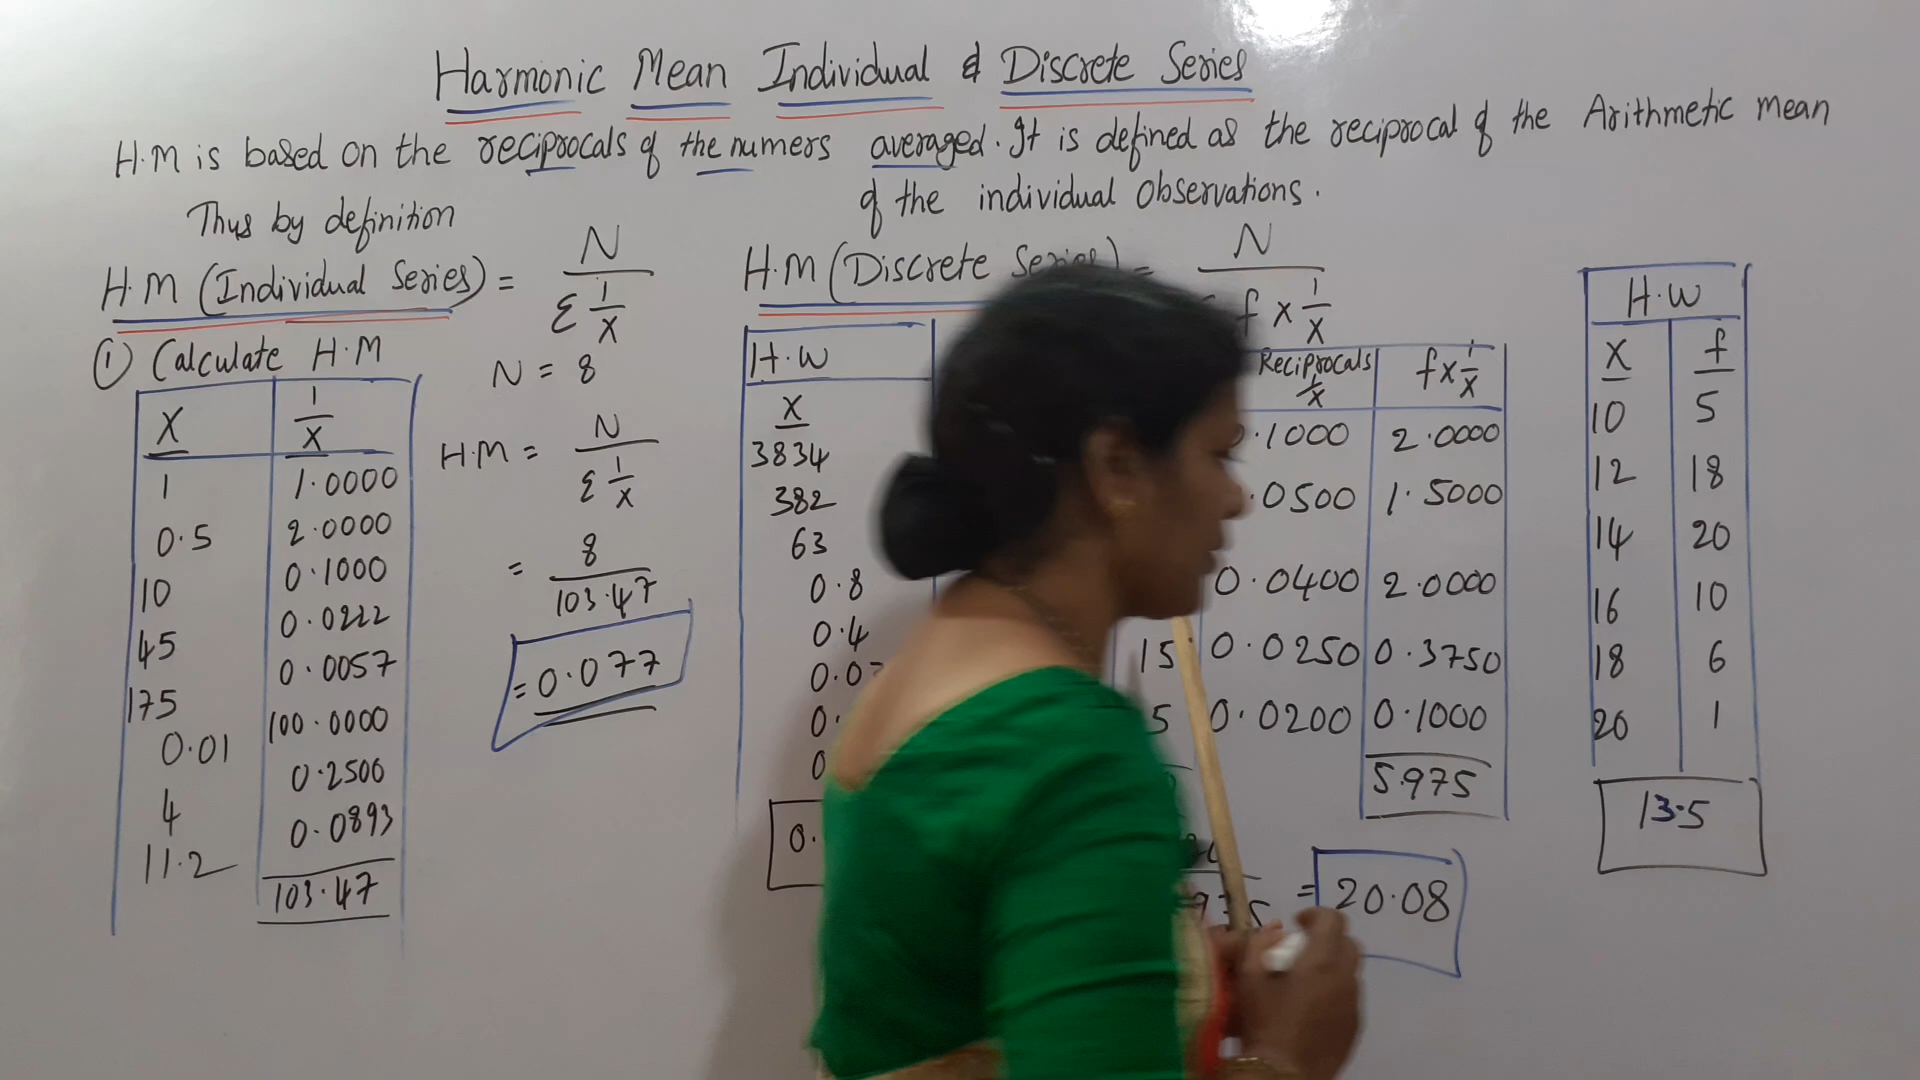 Harmonic Mean Individual & Discrete Series
H.M is based on the reciprocals of the numers averaged. It is defined as the reciprocal of the Arithmetic mean
of the individual Observations.
Thus by definition
H.M (Individual Series) = N / Σ 1/X
① Calculate H.M
X 1/X
1 1.0000
0.5 2.0000
10 0.1000
45 0.0222
175 0.0057
0.01 100.0000
4 0.2500
11.2 0.0893
103.47
N = 8
H.M = N / Σ 1/X
= 8 / 103.47
= 0.077
H.M (Discrete Series) = N / f x 1/X
H.W
X
3834
382
63
0.8
0.4
Reciprocals 1/X f x 1/X
.1000 2.0000
.0500 1.5000
0.0400 2.0000
15 0.0250 0.3750
5 0.0200 0.1000
5.975
= 20.08
H.W
X f
10 5
12 18
14 20
16 10
18 6
20 1
13.5